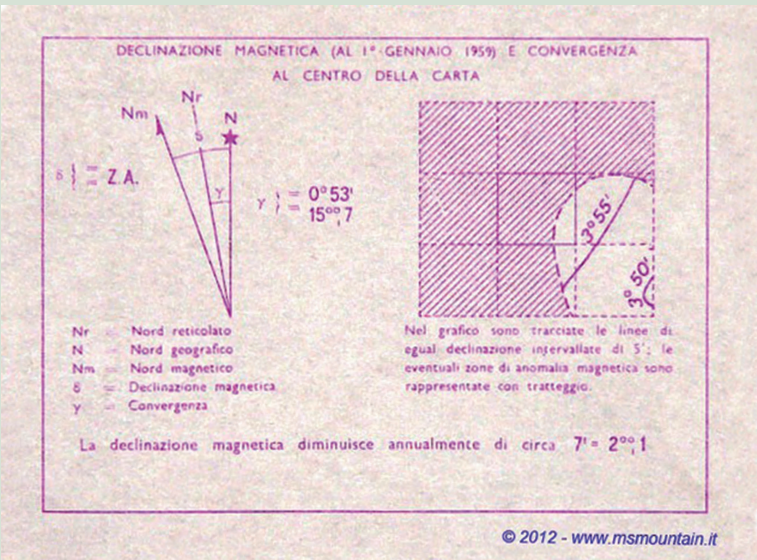 DECLINAZIONE MAGNETICA (AL 1° GENNAIO 1959) E CONVERGENZA
AL CENTRO DELLA CARTA
Nm Nr N
δ
γ
δ } = Z.A.
γ } = 0° 53'
= 15°°,7
3° 55'
3° 50'
Nr = Nord reticolato
N = Nord geografico
Nm = Nord magnetico
δ = Declinazione magnetica
γ = Convergenza
Nel grafico sono tracciate le linee di
egual declinazione intervallate di 5'; le
eventuali zone di anomalia magnetica sono
rappresentate con tratteggio.
La declinazione magnetica diminuisce annualmente di circa 7' = 2°°,1
© 2012 - www.msmountain.it